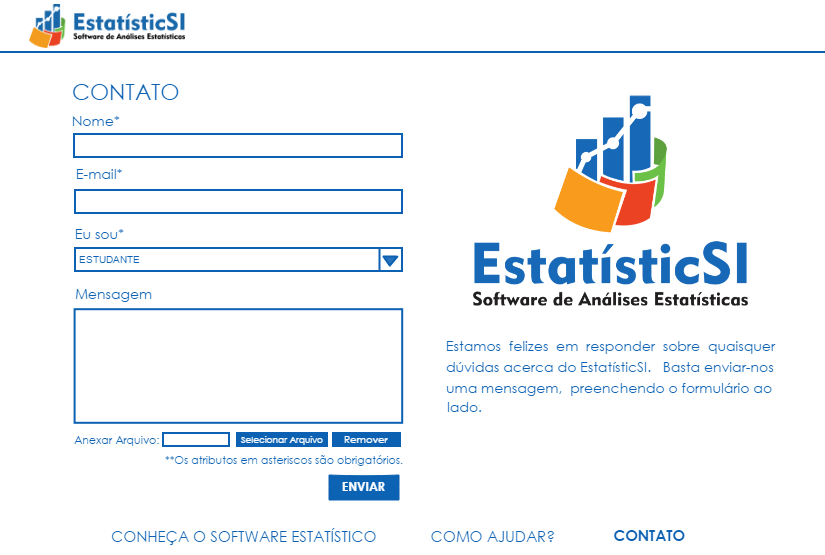 EstatísticSI
Software de Análises Estatísticas
CONTATO
Nome*
E-mail*
Eu sou*
ESTUDANTE
Mensagem
Anexar Arquivo:
Selecionar Arquivo
Remover
**Os atributos em asteriscos são obrigatórios.
ENVIAR
EstatísticSI
Software de Análises Estatísticas
Estamos felizes em responder sobre quaisquer
dúvidas acerca do EstatísticSI. Basta enviar-nos
uma mensagem, preenchendo o formulário ao
lado.
CONHEÇA O SOFTWARE ESTATÍSTICO
COMO AJUDAR?
CONTATO